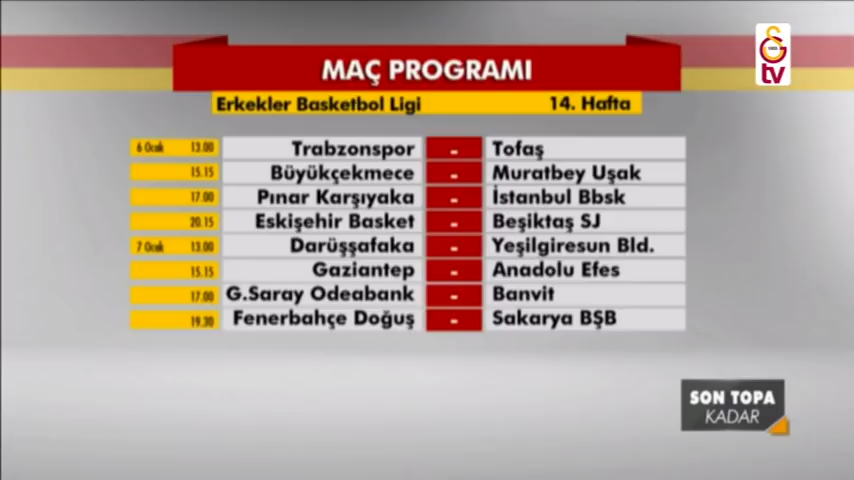 GS
1905
tv
MAÇ PROGRAMI
Erkekler Basketbol Ligi 14. Hafta
6 Ocak 13.00 Trabzonspor - Tofaş
15.15 Büyükçekmece - Muratbey Uşak
17.00 Pınar Karşıyaka - İstanbul Bbsk
20.15 Eskişehir Basket - Beşiktaş SJ
7 Ocak 13.00 Darüşşafaka - Yeşilgiresun Bld.
15.15 Gaziantep - Anadolu Efes
17.00 G.Saray Odeabank - Banvit
19.30 Fenerbahçe Doğuş - Sakarya BŞB
SON TOPA
KADAR